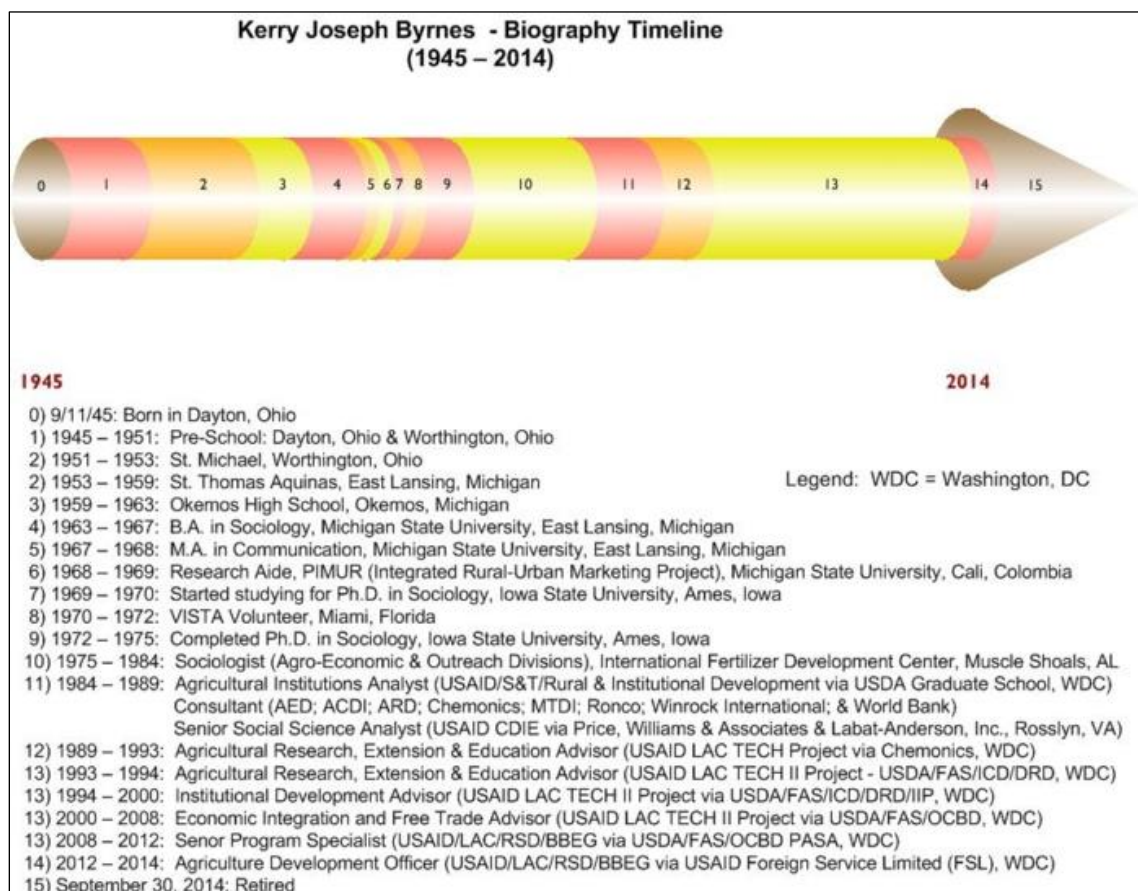 Kerry Joseph Byrnes - Biography Timeline
(1945 – 2014)
0 1 2 3 4 5 6 7 8 9 10 11 12 13 14 15
1945 2014
0) 9/11/45: Born in Dayton, Ohio
1) 1945 – 1951: Pre-School: Dayton, Ohio & Worthington, Ohio
2) 1951 – 1953: St. Michael, Worthington, Ohio
2) 1953 – 1959: St. Thomas Aquinas, East Lansing, Michigan
Legend: WDC = Washington, DC
3) 1959 – 1963: Okemos High School, Okemos, Michigan
4) 1963 – 1967: B.A. in Sociology, Michigan State University, East Lansing, Michigan
5) 1967 – 1968: M.A. in Communication, Michigan State University, East Lansing, Michigan
6) 1968 – 1969: Research Aide, PIMUR (Integrated Rural-Urban Marketing Project), Michigan State University, Cali, Colombia
7) 1969 – 1970: Started studying for Ph.D. in Sociology, Iowa State University, Ames, Iowa
8) 1970 – 1972: VISTA Volunteer, Miami, Florida
9) 1972 – 1975: Completed Ph.D. in Sociology, Iowa State University, Ames, Iowa
10) 1975 – 1984: Sociologist (Agro-Economic & Outreach Divisions), International Fertilizer Development Center, Muscle Shoals, AL
11) 1984 – 1989: Agricultural Institutions Analyst (USAID/S&T/Rural & Institutional Development via USDA Graduate School, WDC)
Consultant (AED; ACDI; ARD; Chemonics; MTDI; Ronco; Winrock International; & World Bank)
Senior Social Science Analyst (USAID CDIE via Price, Williams & Associates & Labat-Anderson, Inc., Rosslyn, VA)
12) 1989 – 1993: Agricultural Research, Extension & Education Advisor (USAID LAC TECH Project via Chemonics, WDC)
13) 1993 – 1994: Agricultural Research, Extension & Education Advisor (USAID LAC TECH II Project - USDA/FAS/ICD/DRD, WDC)
13) 1994 – 2000: Institutional Development Advisor (USAID LAC TECH II Project via USDA/FAS/ICD/DRD/IIP, WDC)
13) 2000 – 2008: Economic Integration and Free Trade Advisor (USAID LAC TECH II Project via USDA/FAS/OCBD, WDC)
13) 2008 – 2012: Senor Program Specialist (USAID/LAC/RSD/BBEG via USDA/FAS/OCBD PASA, WDC)
14) 2012 – 2014: Agriculture Development Officer (USAID/LAC/RSD/BBEG via USAID Foreign Service Limited (FSL), WDC)
15) September 30, 2014: Retired